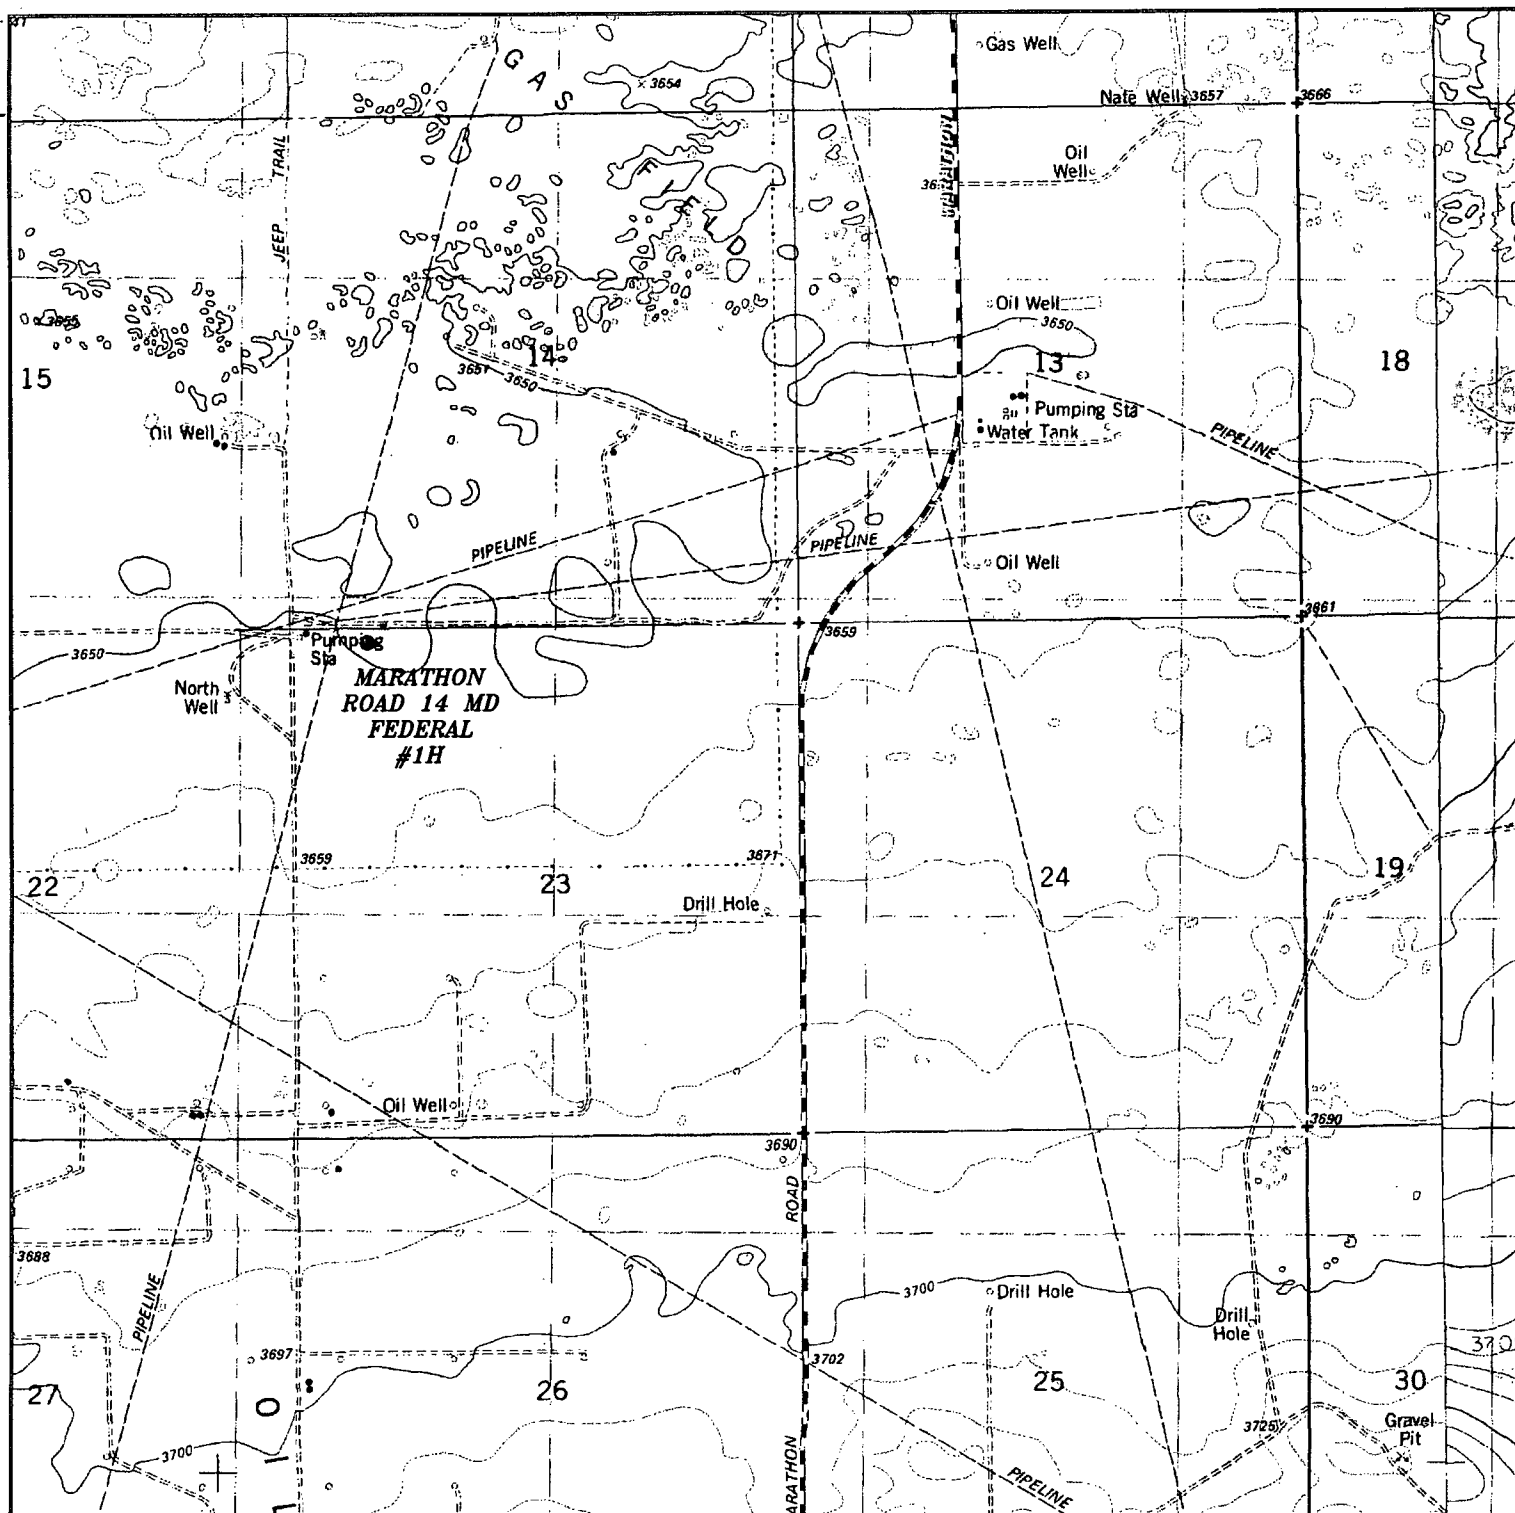 GAS
Gas Well
3654
Nate Well 3657
3666
TRAIL
Oil
Well
FIELD
JEEP
Oil Well
3650
3655
14
13
18
15
3651
3650
Pumping Sta
Water Tank
Oil Well
PIPELINE
PIPELINE
PIPELINE
Oil Well
3661
3659
Pumping
Sta
3650
MARATHON
ROAD 14 MD
FEDERAL
#1H
North
Well
3659
3671
22
23
24
19
Drill Hole
Oil Well
3690
3690
ROAD
3688
PIPELINE
3700
Drill Hole
Drill
Hole
3697
3702
370
27
26
25
30
3725
Gravel
Pit
3700
PIPELINE
ARATHON